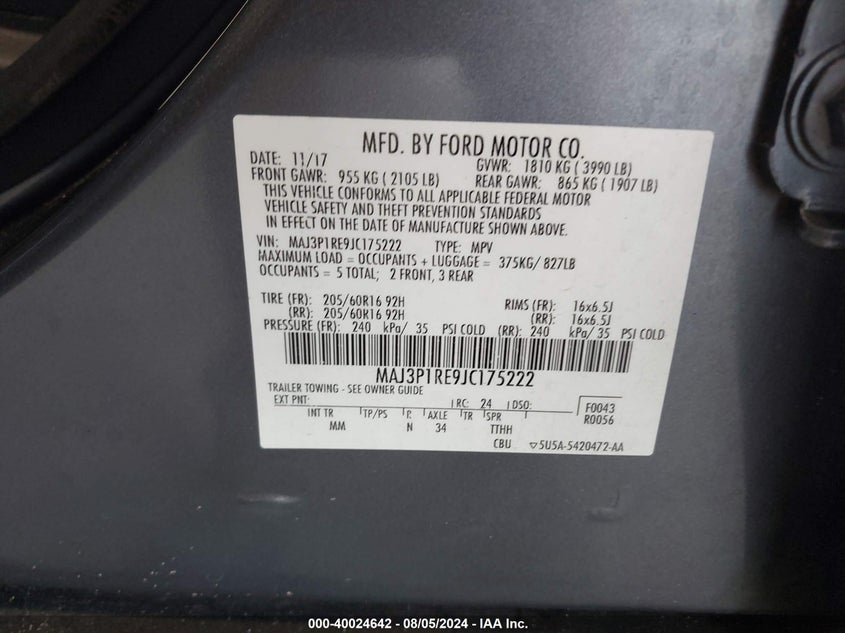 MFD. BY FORD MOTOR CO.
DATE: 11/17 GVWR: 1810 KG ( 3990 LB)
FRONT GAWR: 955 KG ( 2105 LB) REAR GAWR: 865 KG ( 1907 LB)
THIS VEHICLE CONFORMS TO ALL APPLICABLE FEDERAL MOTOR
VEHICLE SAFETY AND THEFT PREVENTION STANDARDS
IN EFFECT ON THE DATE OF MANUFACTURE SHOWN ABOVE.
VIN: MAJ3P1RE9JC175222 TYPE: MPV
MAXIMUM LOAD = OCCUPANTS + LUGGAGE = 375KG/ 827LB
OCCUPANTS = 5 TOTAL; 2 FRONT, 3 REAR
TIRE (FR): 205/60R16 92H RIMS (FR): 16x6.5J
(RR): 205/60R16 92H (RR): 16x6.5J
PRESSURE (FR): 240 kPa/ 35 PSI COLD (RR): 240 kPa/ 35 PSI COLD
MAJ3P1RE9JC175222
TRAILER TOWING - SEE OWNER GUIDE
EXT PNT: RC: 24 DSO: F0043
R0056
INT TR TP/PS R AXLE TR SPR
MM N 34 TTHH
CBU ▽5U5A-5420472-AA
000-40024642 - 08/05/2024 - IAA Inc.